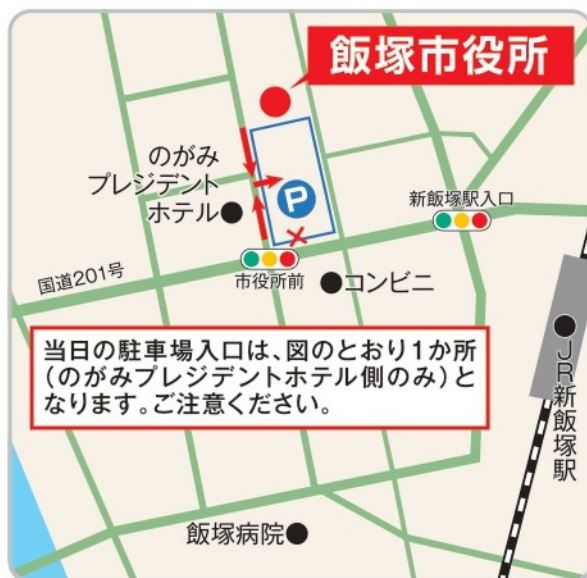 飯塚市役所
のがみ
プレジデント
ホテル
P
新飯塚駅入口
国道201号
市役所前
コンビニ
当日の駐車場入口は、図のとおり1か所
(のがみプレジデントホテル側のみ)と
なります。ご注意ください。
JR新飯塚駅
飯塚病院